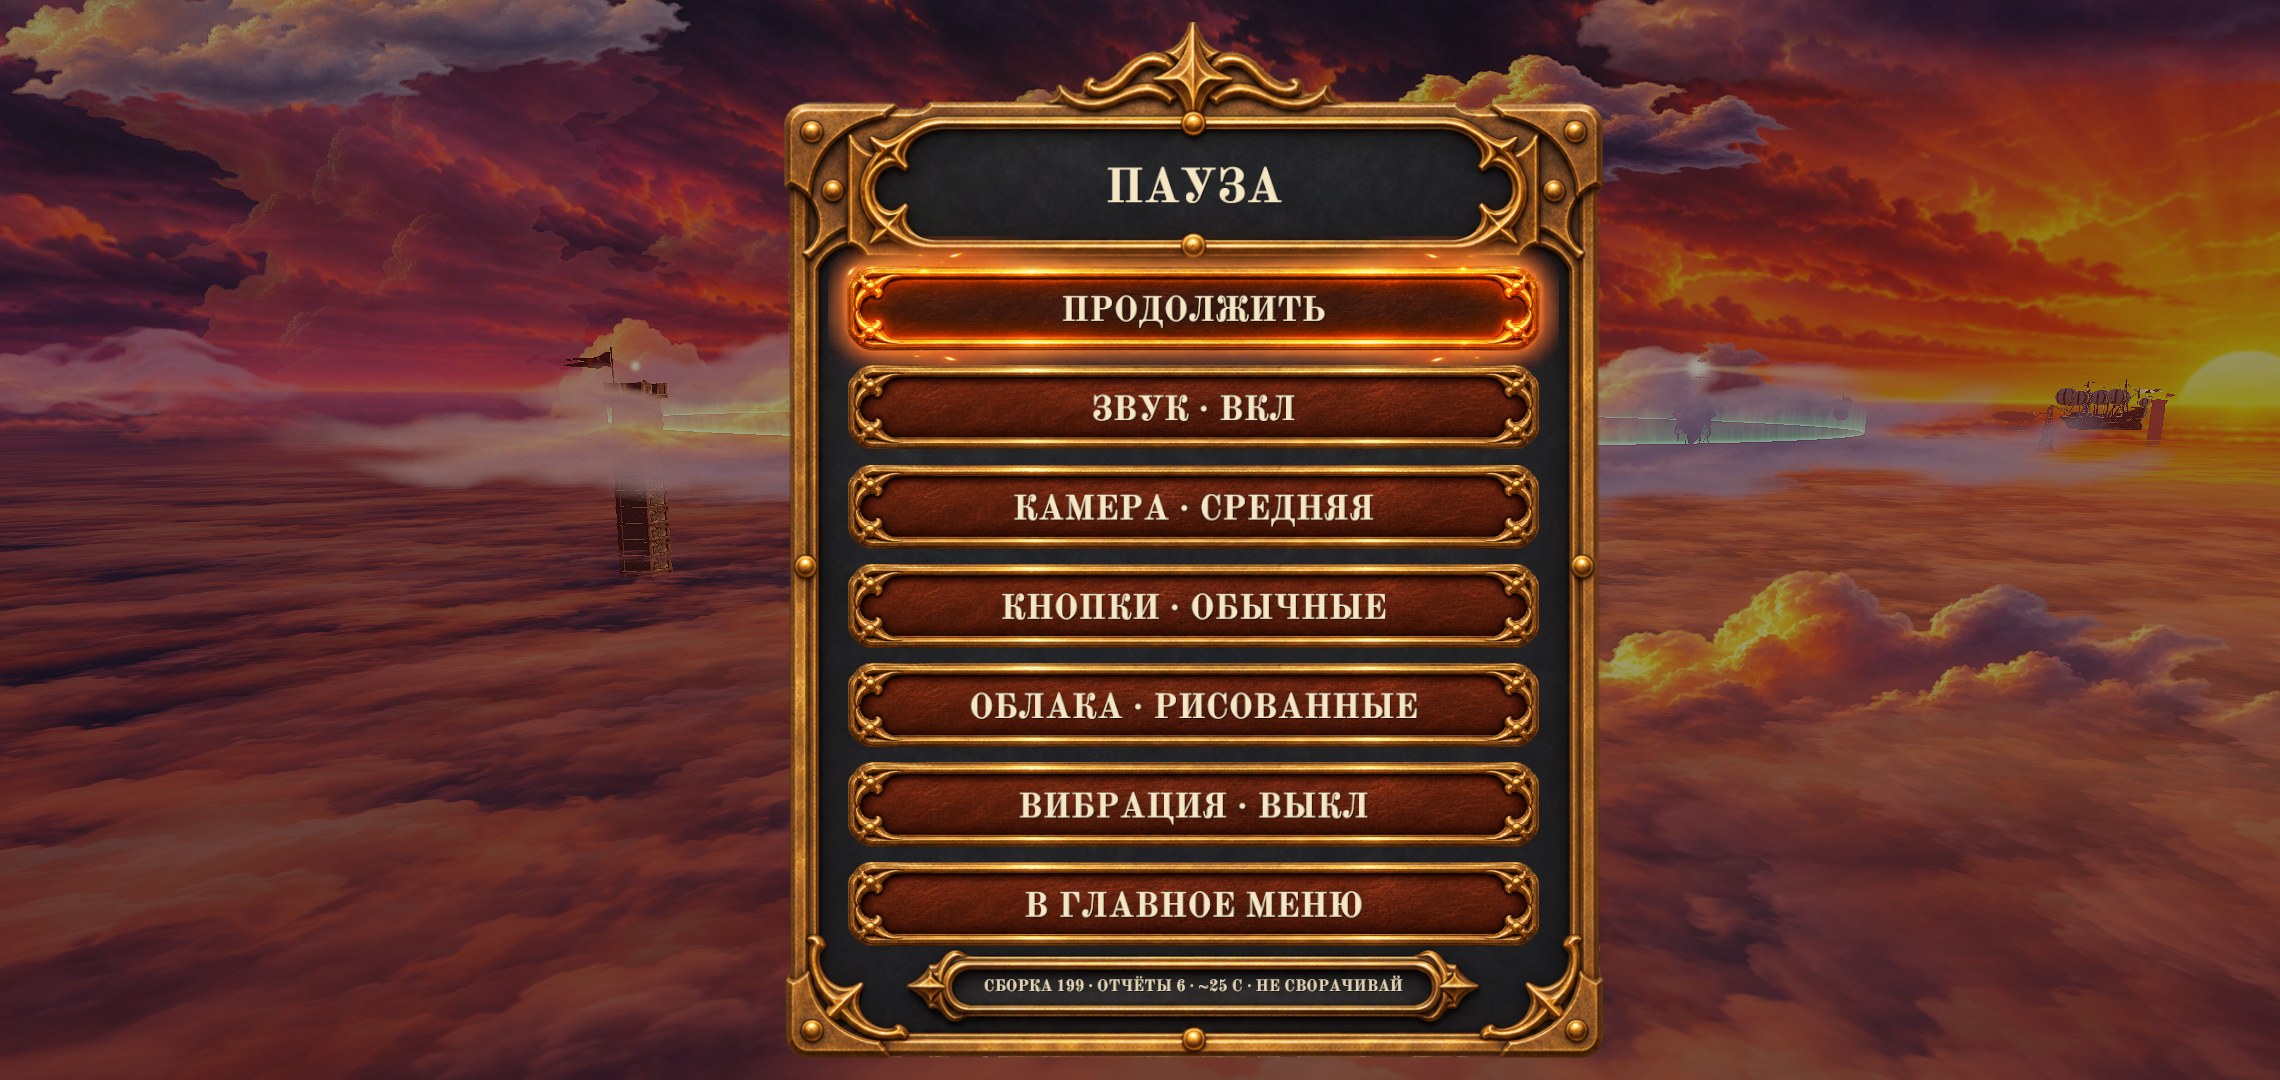 ПАУЗА
ПРОДОЛЖИТЬ
ЗВУК · ВКЛ
КАМЕРА · СРЕДНЯЯ
КНОПКИ · ОБЫЧНЫЕ
ОБЛАКА · РИСОВАННЫЕ
ВИБРАЦИЯ · ВЫКЛ
В ГЛАВНОЕ МЕНЮ
СБОРКА 199 · ОТЧЁТЫ 6 · ~25 С · НЕ СВОРАЧИВАЙ